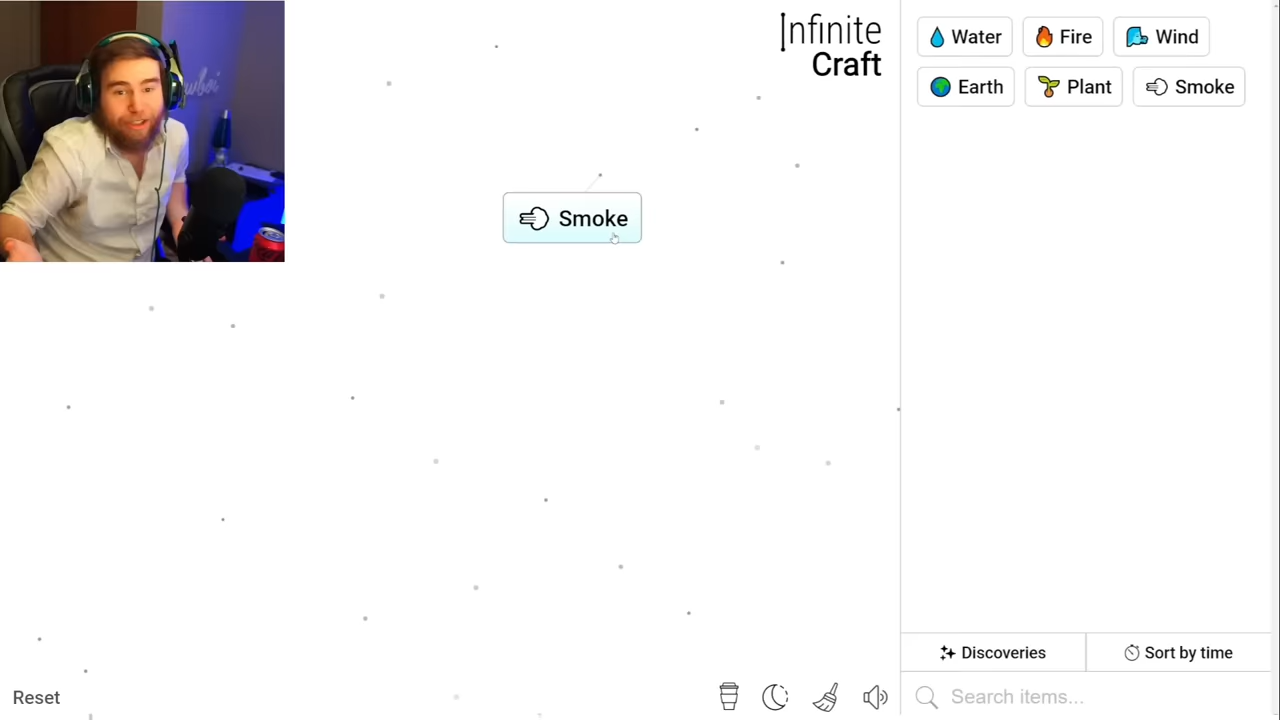 Infinite
Craft
Water
Fire
Wind
Earth
Plant
Smoke
Smoke
Discoveries
Sort by time
Reset
Search items...